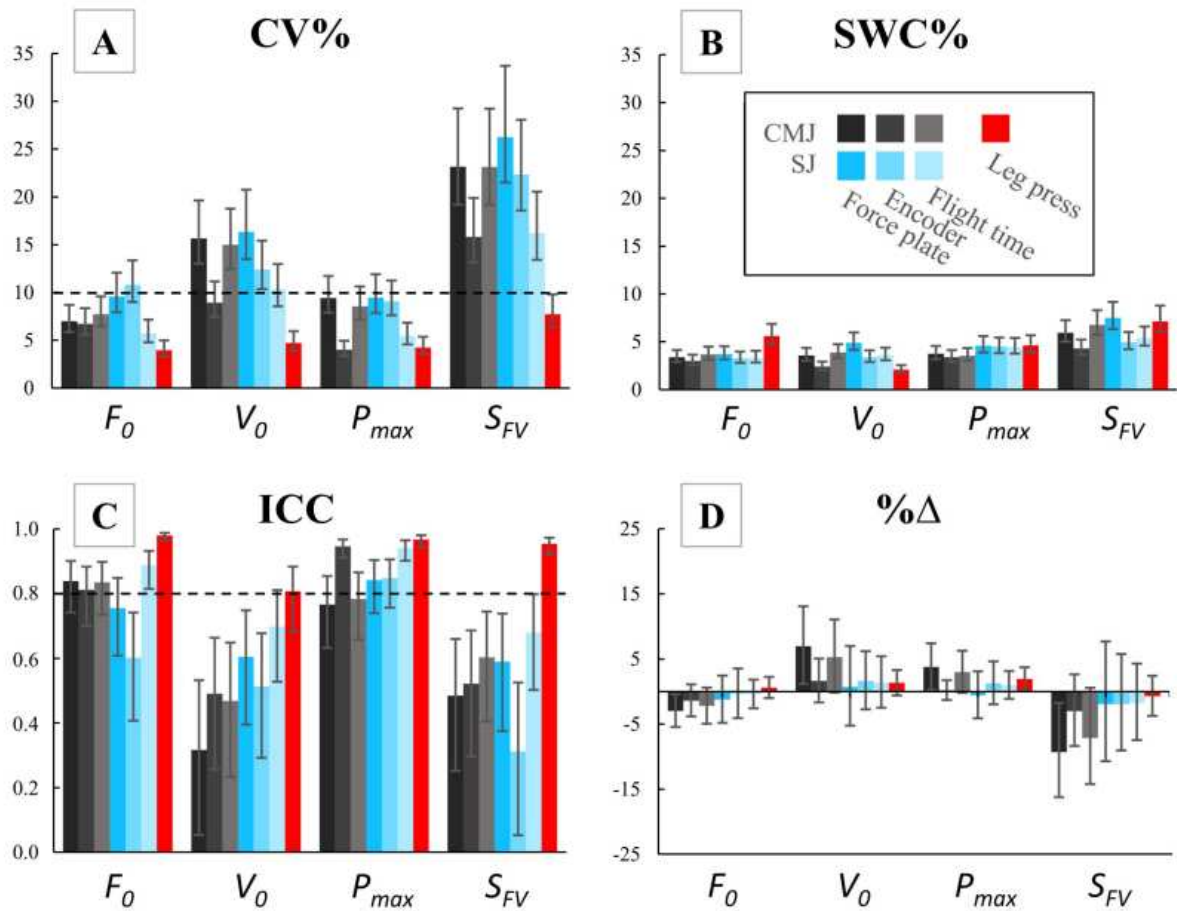 A CV%
35
30
25
20
15
10
5
0
F0 V0 Pmax SFV
B SWC%
35
30
25
20
15
10
5
0
CMJ
SJ
Force plate
Encoder
Flight time
Leg press
F0 V0 Pmax SFV
C ICC
1.0
0.8
0.6
0.4
0.2
0.0
F0 V0 Pmax SFV
D %Δ
25
15
5
-5
-15
-25
F0 V0 Pmax SFV